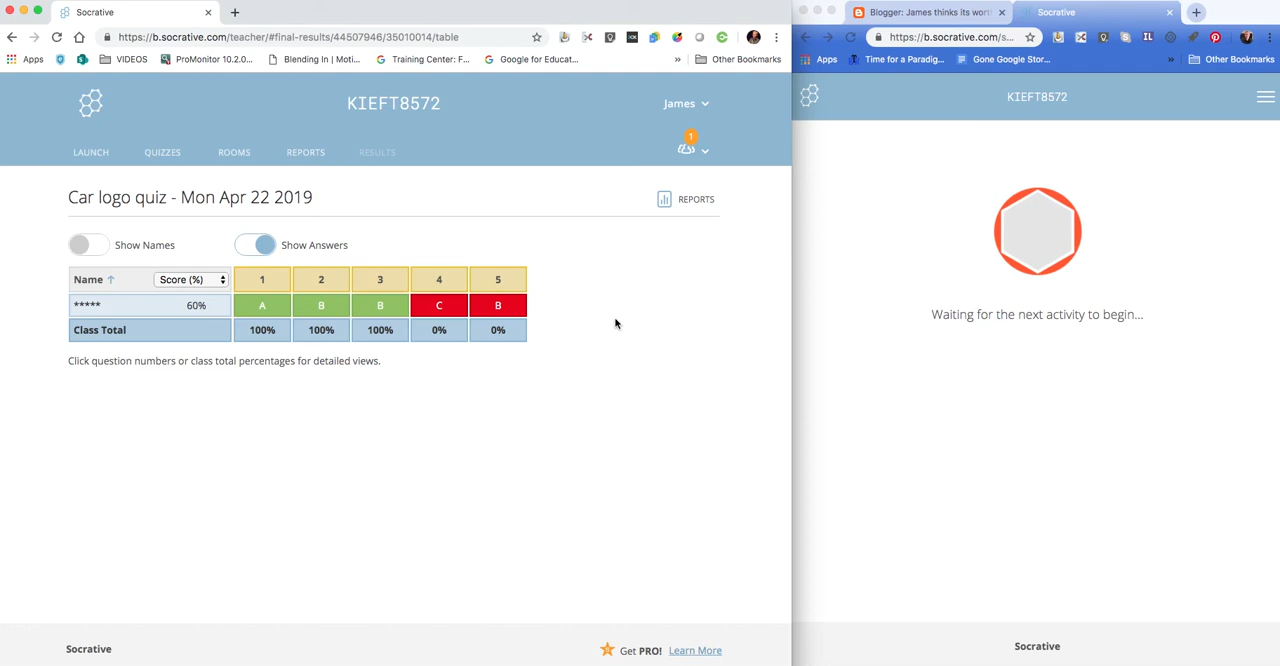 Socrative
https://b.socrative.com/teacher/#final-results/44507946/35010014/table
Apps VIDEOS ProMonitor 10.2.0... Blending In | Moti... Training Center: F... Google for Educat... » Other Bookmarks
KIEFT8572
James
1
LAUNCH QUIZZES ROOMS REPORTS RESULTS
Car logo quiz - Mon Apr 22 2019
REPORTS
Show Names Show Answers
Name Score (%) 1 2 3 4 5
***** 60% A B B C B
Class Total 100% 100% 100% 0% 0%
Click question numbers or class total percentages for detailed views.
Socrative
Get PRO! Learn More
Blogger: James thinks its wort Socrative
https://b.socrative.com/s...
Apps Time for a Paradig... Gone Google Stor... » Other Bookmarks
KIEFT8572
Waiting for the next activity to begin...
Socrative